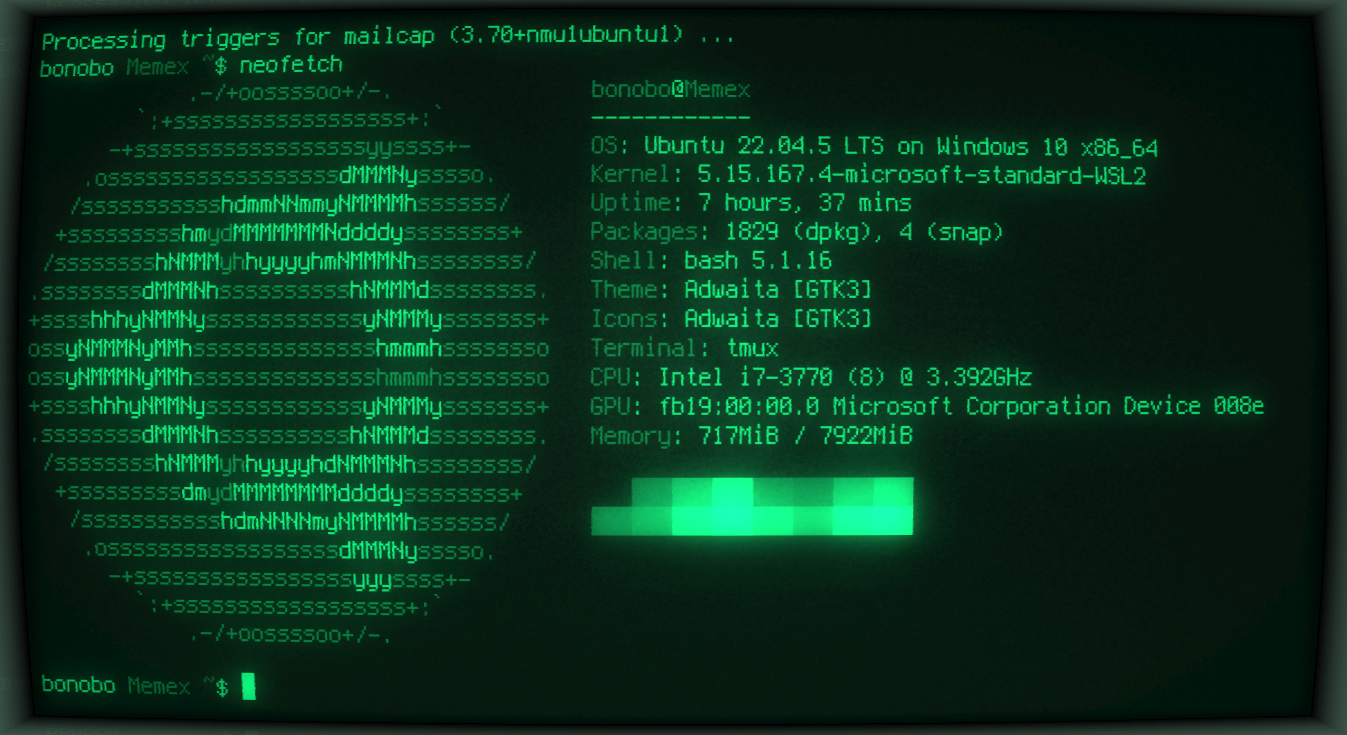 Processing triggers for mailcap (3.70+nmu1ubuntu1) ...
bonobo Memex ~$ neofetch
.-/+oossssoo+/-.
`:+ssssssssssssssssss+:`
-+ssssssssssssssssssyyssss+-
.ossssssssssssssssssdMMMNysssso.
/ssssssssssshdmmNNmmyNMMMMhssssss/
+ssssssssshmydMMMMMMMNddddyssssssss+
/sssssssshNMMMyhhyyyyhmNMMMNhssssssss/
.ssssssssdMMMNhsssssssssshNMMMdssssssss.
+sssshhhyNMMNyssssssssssssyNMMMysssssss+
ossyNMMMNyMMhsssssssssssssshmmmhssssssso
ossyNMMMNyMMhsssssssssssssshmmmhssssssso
+sssshhhyNMMNyssssssssssssyNMMMysssssss+
.ssssssssdMMMNhsssssssssshNMMMdssssssss.
/sssssssshNMMMyhhyyyyhdNMMMNhssssssss/
+sssssssssdmydMMMMMMMMddddyssssssss+
/ssssssssssshdmNNNNmyNMMMMhssssss/
.ossssssssssssssssssdMMMNysssso.
-+sssssssssssssssssyyyssss+-
`:+ssssssssssssssssss+:`
.-/+oossssoo+/-.
bonobo@Memex
------------
OS: Ubuntu 22.04.5 LTS on Windows 10 x86_64
Kernel: 5.15.167.4-microsoft-standard-WSL2
Uptime: 7 hours, 37 mins
Packages: 1829 (dpkg), 4 (snap)
Shell: bash 5.1.16
Theme: Adwaita [GTK3]
Icons: Adwaita [GTK3]
Terminal: tmux
CPU: Intel i7-3770 (8) @ 3.392GHz
GPU: fb19:00:00.0 Microsoft Corporation Device 008e
Memory: 717MiB / 7922MiB
bonobo Memex ~$